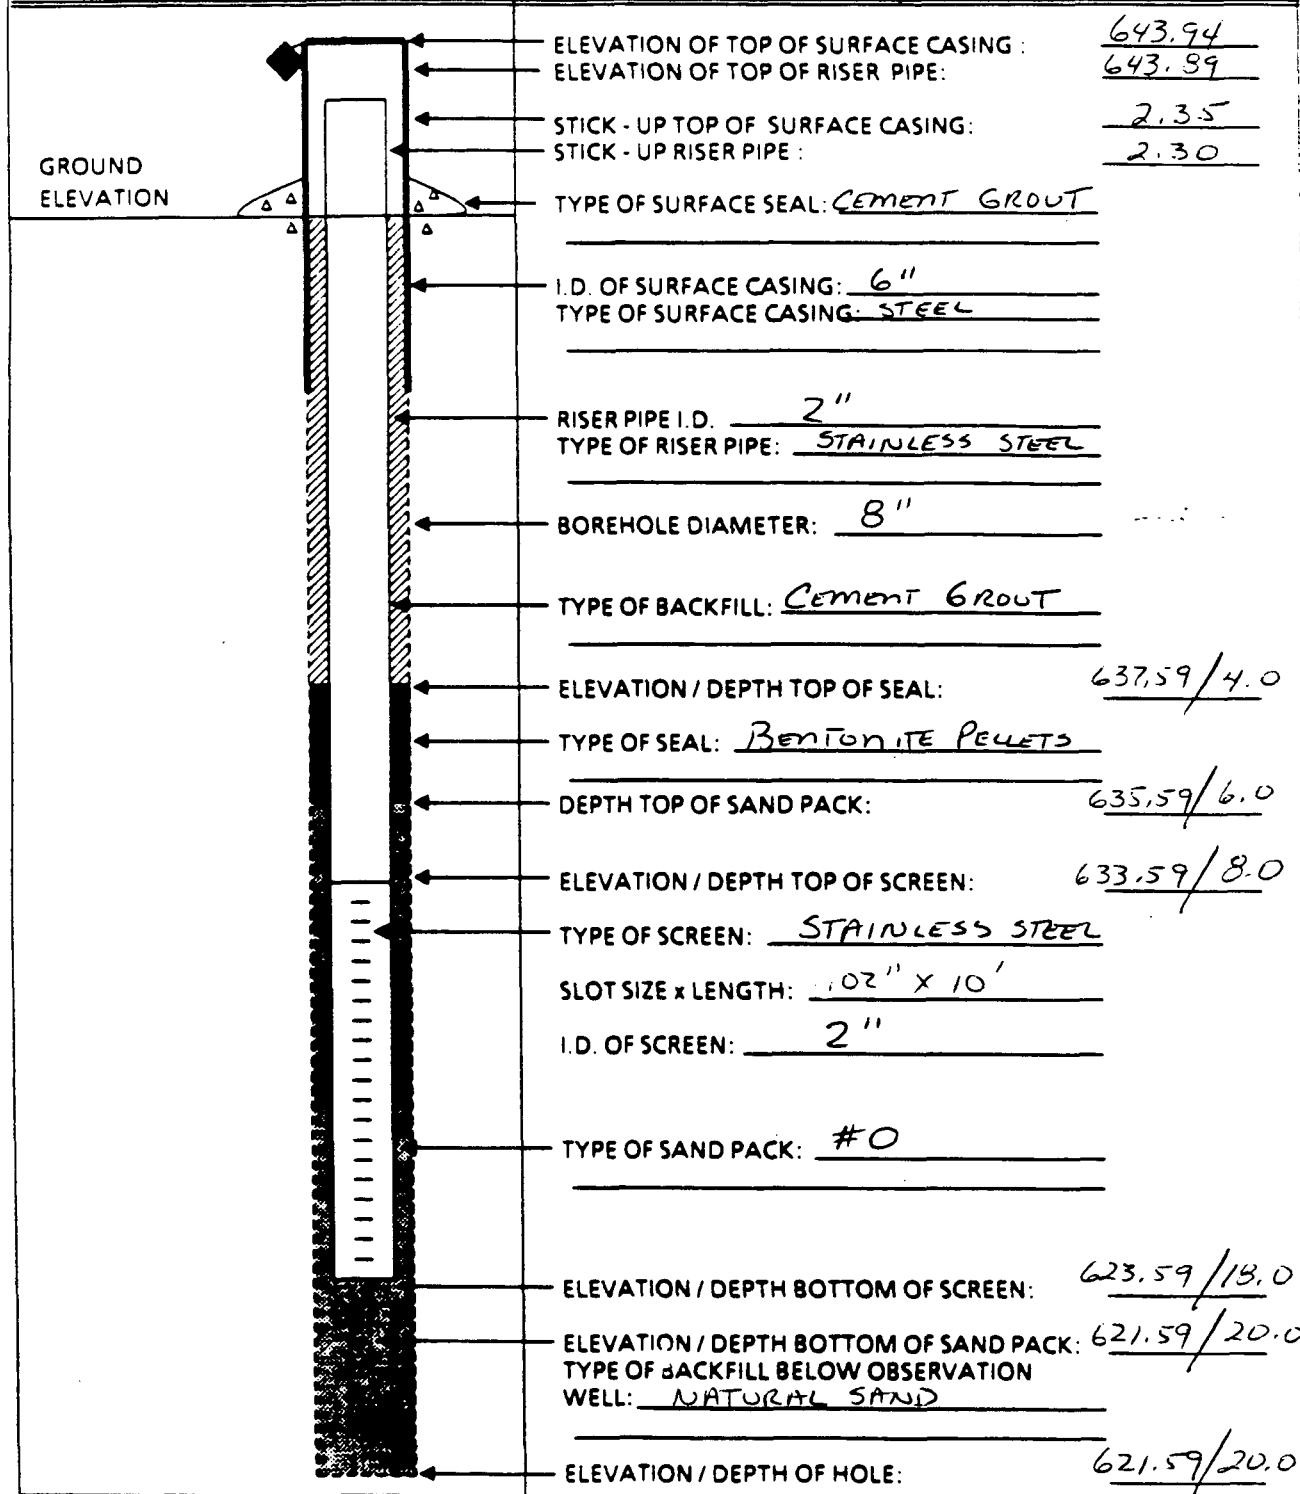 ELEVATION OF TOP OF SURFACE CASING : 643.94
ELEVATION OF TOP OF RISER PIPE: 643.89
STICK - UP TOP OF SURFACE CASING: 2.35
STICK - UP RISER PIPE : 2.30
GROUND
ELEVATION
TYPE OF SURFACE SEAL: CEMENT GROUT
I.D. OF SURFACE CASING: 6"
TYPE OF SURFACE CASING: STEEL
RISER PIPE I.D. 2"
TYPE OF RISER PIPE: STAINLESS STEEL
BOREHOLE DIAMETER: 8"
TYPE OF BACKFILL: CEMENT GROUT
ELEVATION / DEPTH TOP OF SEAL: 637.59/4.0
TYPE OF SEAL: BENTONITE PELLETS
DEPTH TOP OF SAND PACK: 635.59/6.0
ELEVATION / DEPTH TOP OF SCREEN: 633.59/8.0
TYPE OF SCREEN: STAINLESS STEEL
SLOT SIZE x LENGTH: .02" X 10'
I.D. OF SCREEN: 2"
TYPE OF SAND PACK: #0
ELEVATION / DEPTH BOTTOM OF SCREEN: 623.59/18.0
ELEVATION / DEPTH BOTTOM OF SAND PACK: 621.59/20.0
TYPE OF BACKFILL BELOW OBSERVATION
WELL: NATURAL SAND
ELEVATION / DEPTH OF HOLE: 621.59/20.0